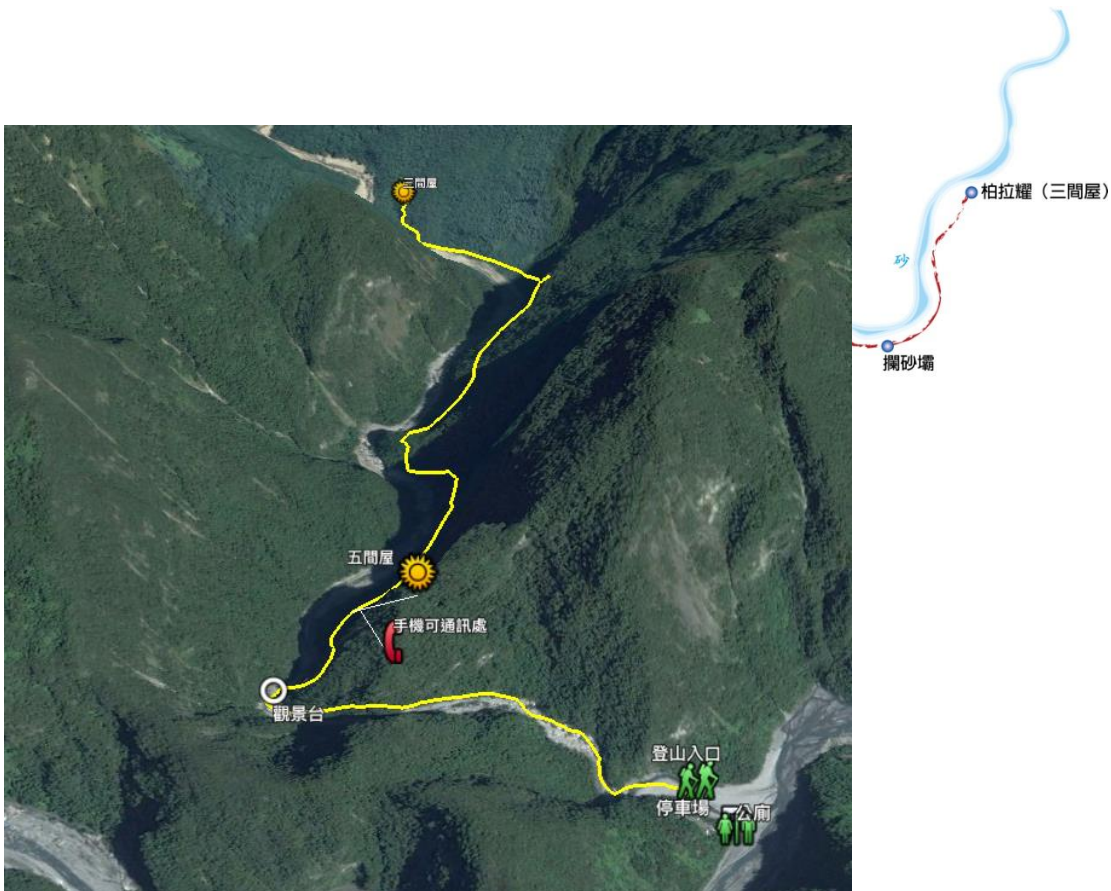 三間屋
柏拉耀（三間屋）
砂
攔砂壩
五間屋
手機可通訊處
觀景台
登山入口
停車場
公廁